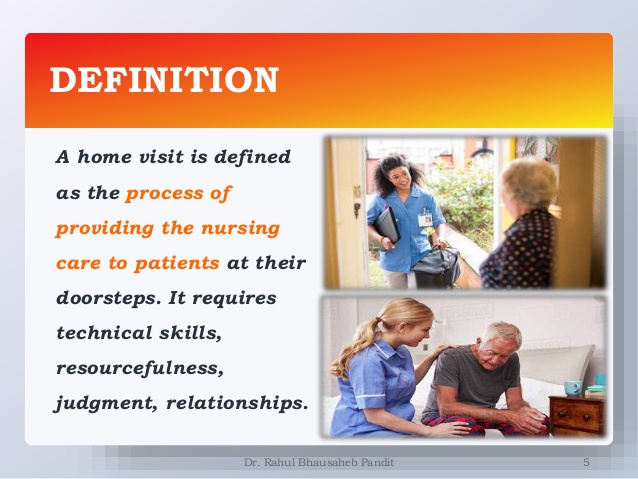 DEFINITION
A home visit is defined
as the process of
providing the nursing
care to patients at their
doorsteps. It requires
technical skills,
resourcefulness,
judgment, relationships.
Dr. Rahul Bhausaheb Pandit
5